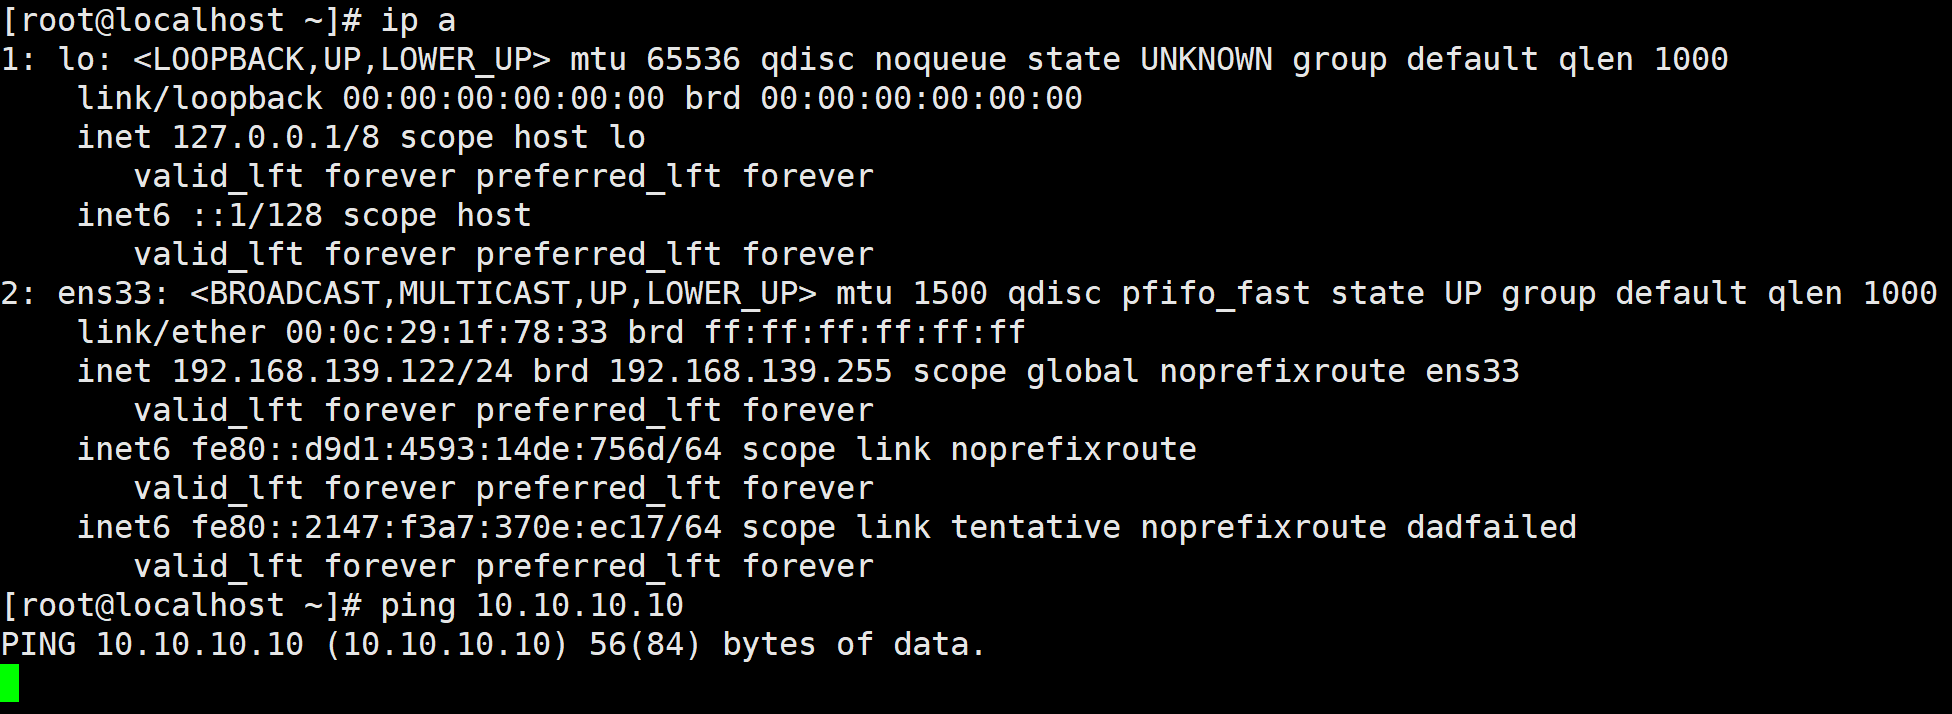 [root@localhost ~]# ip a
1: lo: <LOOPBACK,UP,LOWER_UP> mtu 65536 qdisc noqueue state UNKNOWN group default qlen 1000
    link/loopback 00:00:00:00:00:00 brd 00:00:00:00:00:00
    inet 127.0.0.1/8 scope host lo
       valid_lft forever preferred_lft forever
    inet6 ::1/128 scope host
       valid_lft forever preferred_lft forever
2: ens33: <BROADCAST,MULTICAST,UP,LOWER_UP> mtu 1500 qdisc pfifo_fast state UP group default qlen 1000
    link/ether 00:0c:29:1f:78:33 brd ff:ff:ff:ff:ff:ff
    inet 192.168.139.122/24 brd 192.168.139.255 scope global noprefixroute ens33
       valid_lft forever preferred_lft forever
    inet6 fe80::d9d1:4593:14de:756d/64 scope link noprefixroute
       valid_lft forever preferred_lft forever
    inet6 fe80::2147:f3a7:370e:ec17/64 scope link tentative noprefixroute dadfailed
       valid_lft forever preferred_lft forever
[root@localhost ~]# ping 10.10.10.10
PING 10.10.10.10 (10.10.10.10) 56(84) bytes of data.